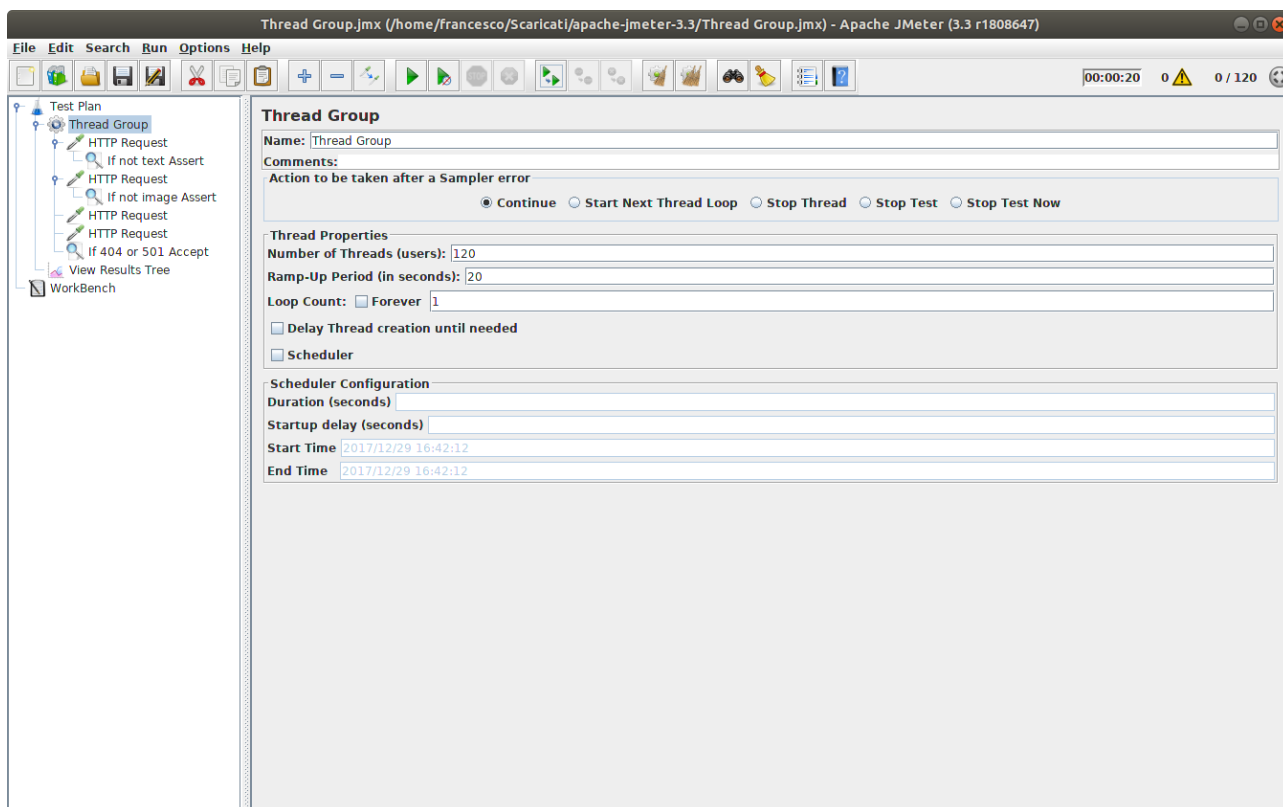 Thread Group.jmx (/home/francesco/Scaricati/apache-jmeter-3.3/Thread Group.jmx) - Apache JMeter (3.3 r1808647)
File Edit Search Run Options Help
00:00:20 0 0 / 120
Test Plan
Thread Group
HTTP Request
If not text Assert
HTTP Request
If not image Assert
HTTP Request
HTTP Request
If 404 or 501 Accept
View Results Tree
WorkBench
Thread Group
Name: Thread Group
Comments:
Action to be taken after a Sampler error
Continue Start Next Thread Loop Stop Thread Stop Test Stop Test Now
Thread Properties
Number of Threads (users): 120
Ramp-Up Period (in seconds): 20
Loop Count: Forever 1
Delay Thread creation until needed
Scheduler
Scheduler Configuration
Duration (seconds)
Startup delay (seconds)
Start Time 2017/12/29 16:42:12
End Time 2017/12/29 16:42:12